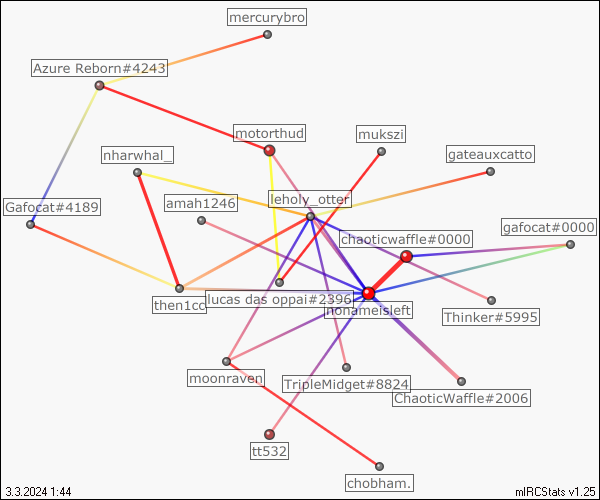 mercurybro
Azure Reborn#4243
motorthud
mukszi
nharwhal_
gateauxcatto
amah1246
leholy_otter
Gafocat#4189
gafocat#0000
chaoticwaffle#0000
then1cc
lucas das oppai#2396
nonameisleft
Thinker#5995
moonraven
TripleMidget#8824
ChaoticWaffle#2006
tt532
chobham.
3.3.2024 1:44
mIRCStats v1.25